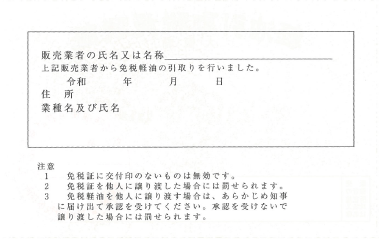 販売業者の氏名又は名称
上記販売業者から免税軽油の引取りを行いました。
令和　　年　　月　　日
住　所
業種名及び氏名
注意
1　免税証に交付印のないものは無効です。
2　免税証を他人に譲り渡した場合には罰せられます。
3　免税軽油を他人に譲り渡す場合は、あらかじめ知事
に届け出て承認を受けてください。承認を受けないで
譲り渡した場合には罰せられます。